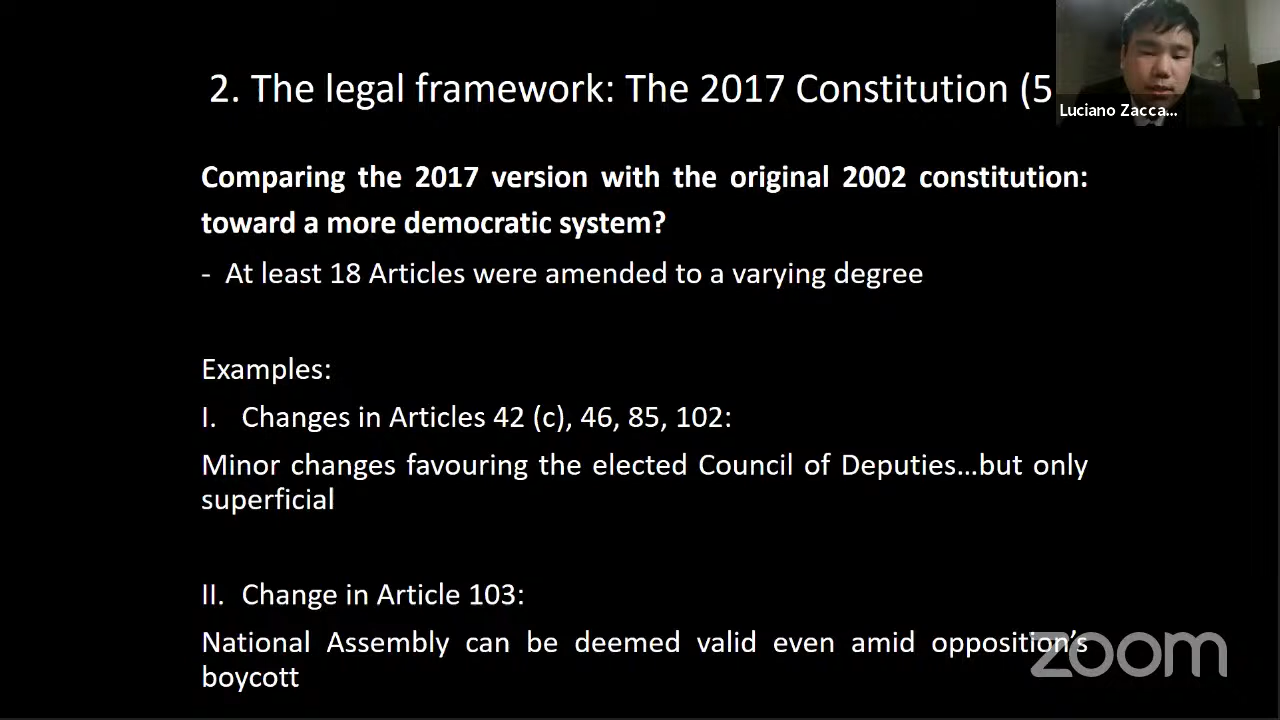 2. The legal framework: The 2017 Constitution (5
Luciano Zacca...
Comparing the 2017 version with the original 2002 constitution:
toward a more democratic system?
- At least 18 Articles were amended to a varying degree
Examples:
I. Changes in Articles 42 (c), 46, 85, 102:
Minor changes favouring the elected Council of Deputies…but only
superficial
II. Change in Article 103:
National Assembly can be deemed valid even amid opposition's
boycott
zoom